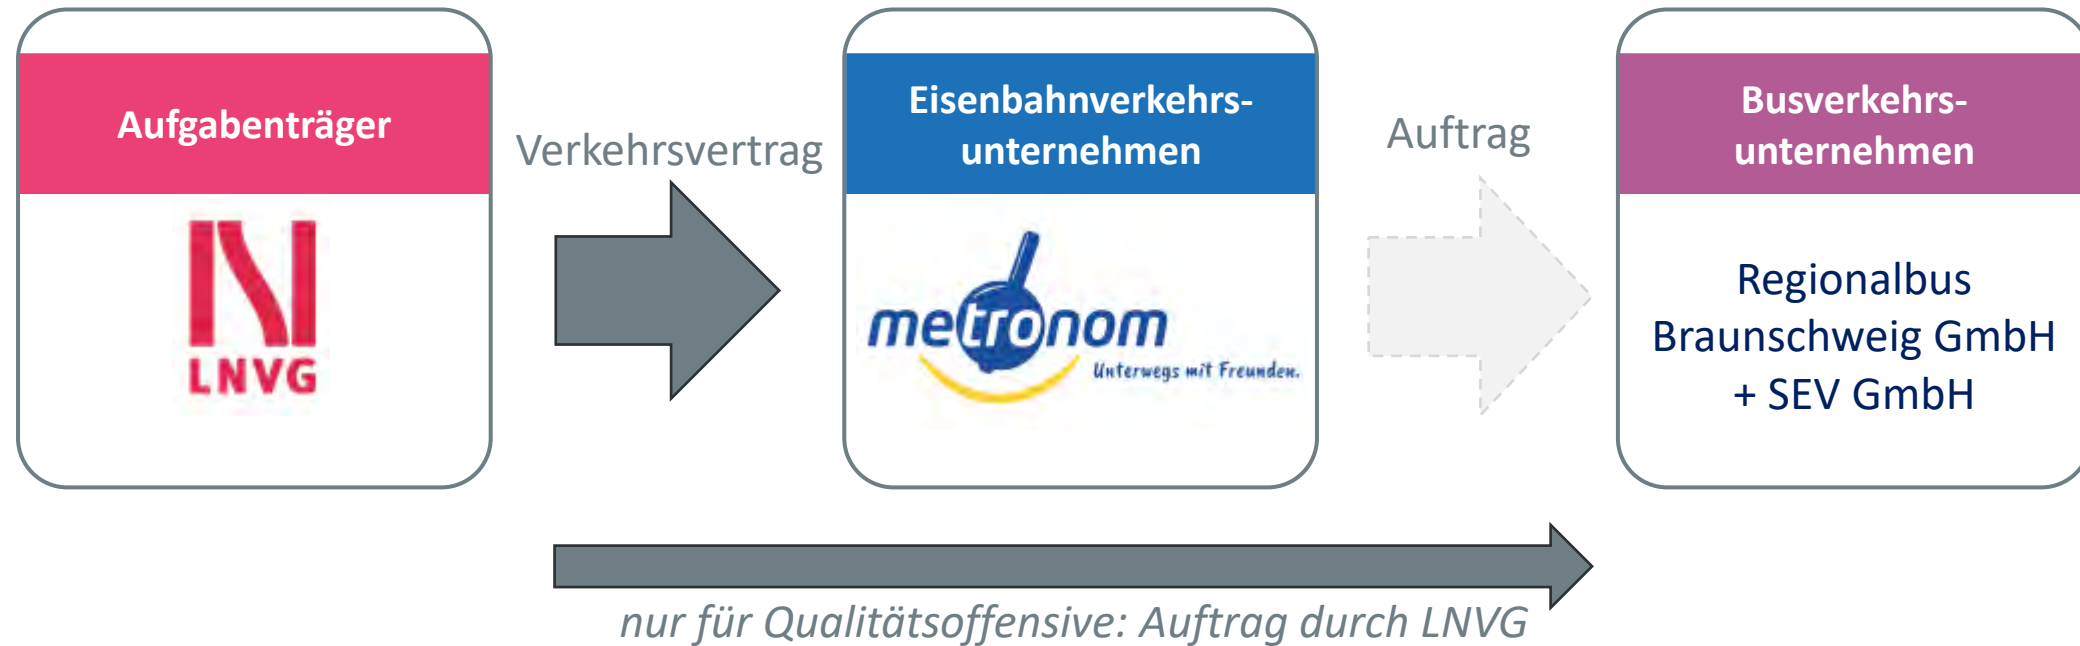 Aufgabenträger
LNVG
Verkehrsvertrag
Eisenbahnverkehrs-
unternehmen
metronom
Unterwegs mit Freunden.
Auftrag
Busverkehrs-
unternehmen
Regionalbus
Braunschweig GmbH
+ SEV GmbH
nur für Qualitätsoffensive: Auftrag durch LNVG